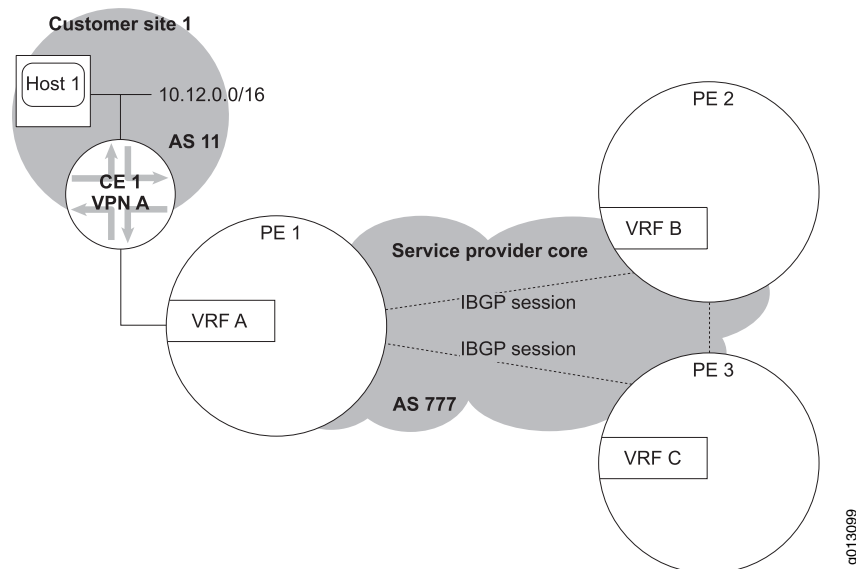 Customer site 1
Host 1
10.12.0.0/16
AS 11
CE 1
VPN A
PE 1
VRF A
Service provider core
IBGP session
IBGP session
AS 777
PE 2
VRF B
PE 3
VRF C
g013099